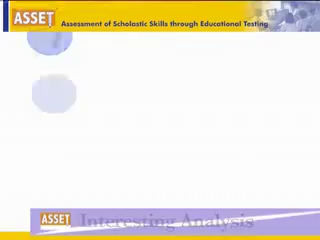 ASSET Assessment of Scholastic Skills through Educational Testing
ASSET Interesting Analysis